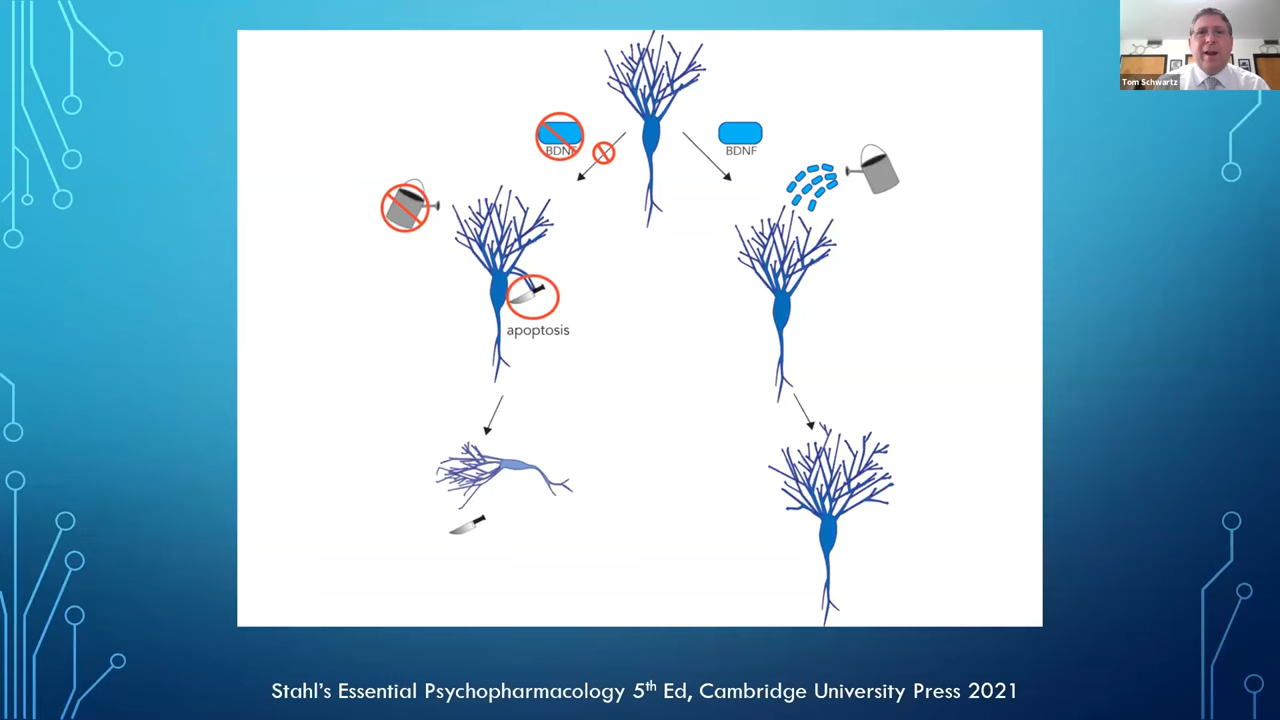 Tom Schwartz
BDNF
BDNF
apoptosis
Stahl's Essential Psychopharmacology 5th Ed, Cambridge University Press 2021